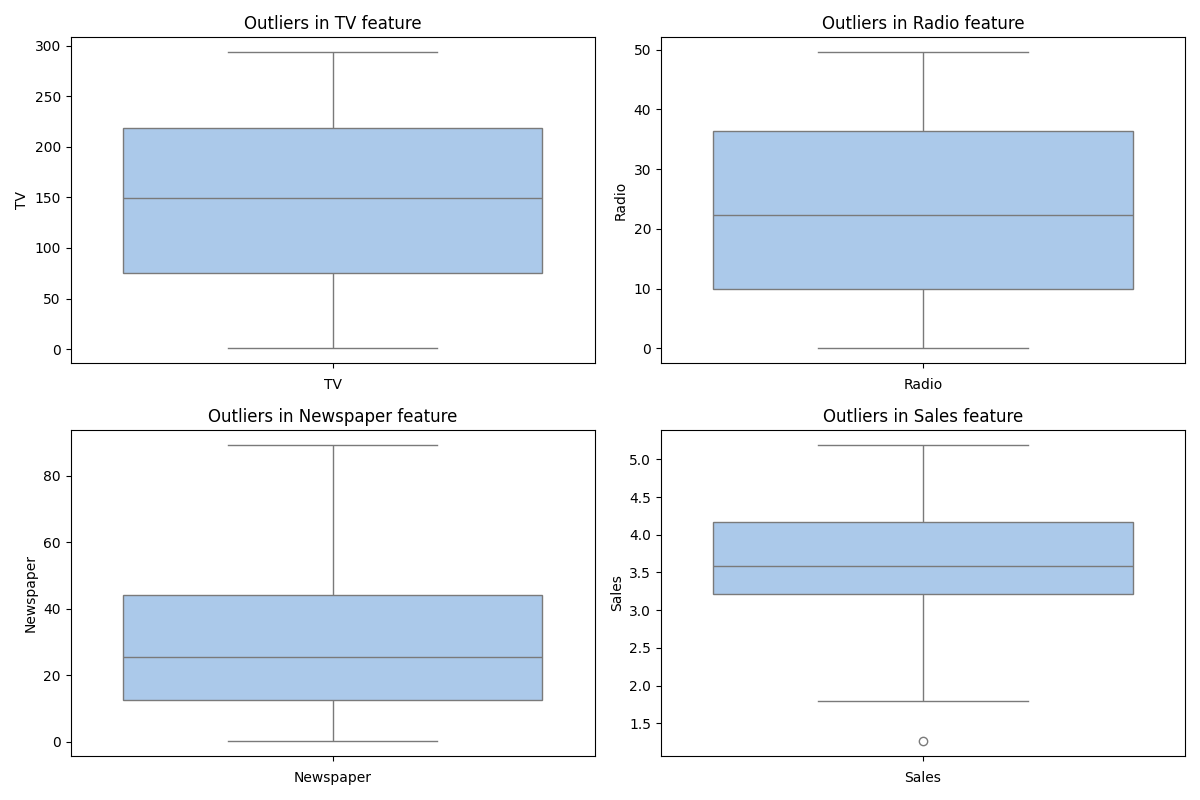 Outliers in TV feature
300
250
200
150
100
50
0
TV
TV
Outliers in Radio feature
50
40
30
20
10
0
Radio
Radio
Outliers in Newspaper feature
80
60
40
20
0
Newspaper
Newspaper
Outliers in Sales feature
5.0
4.5
4.0
3.5
3.0
2.5
2.0
1.5
Sales
Sales